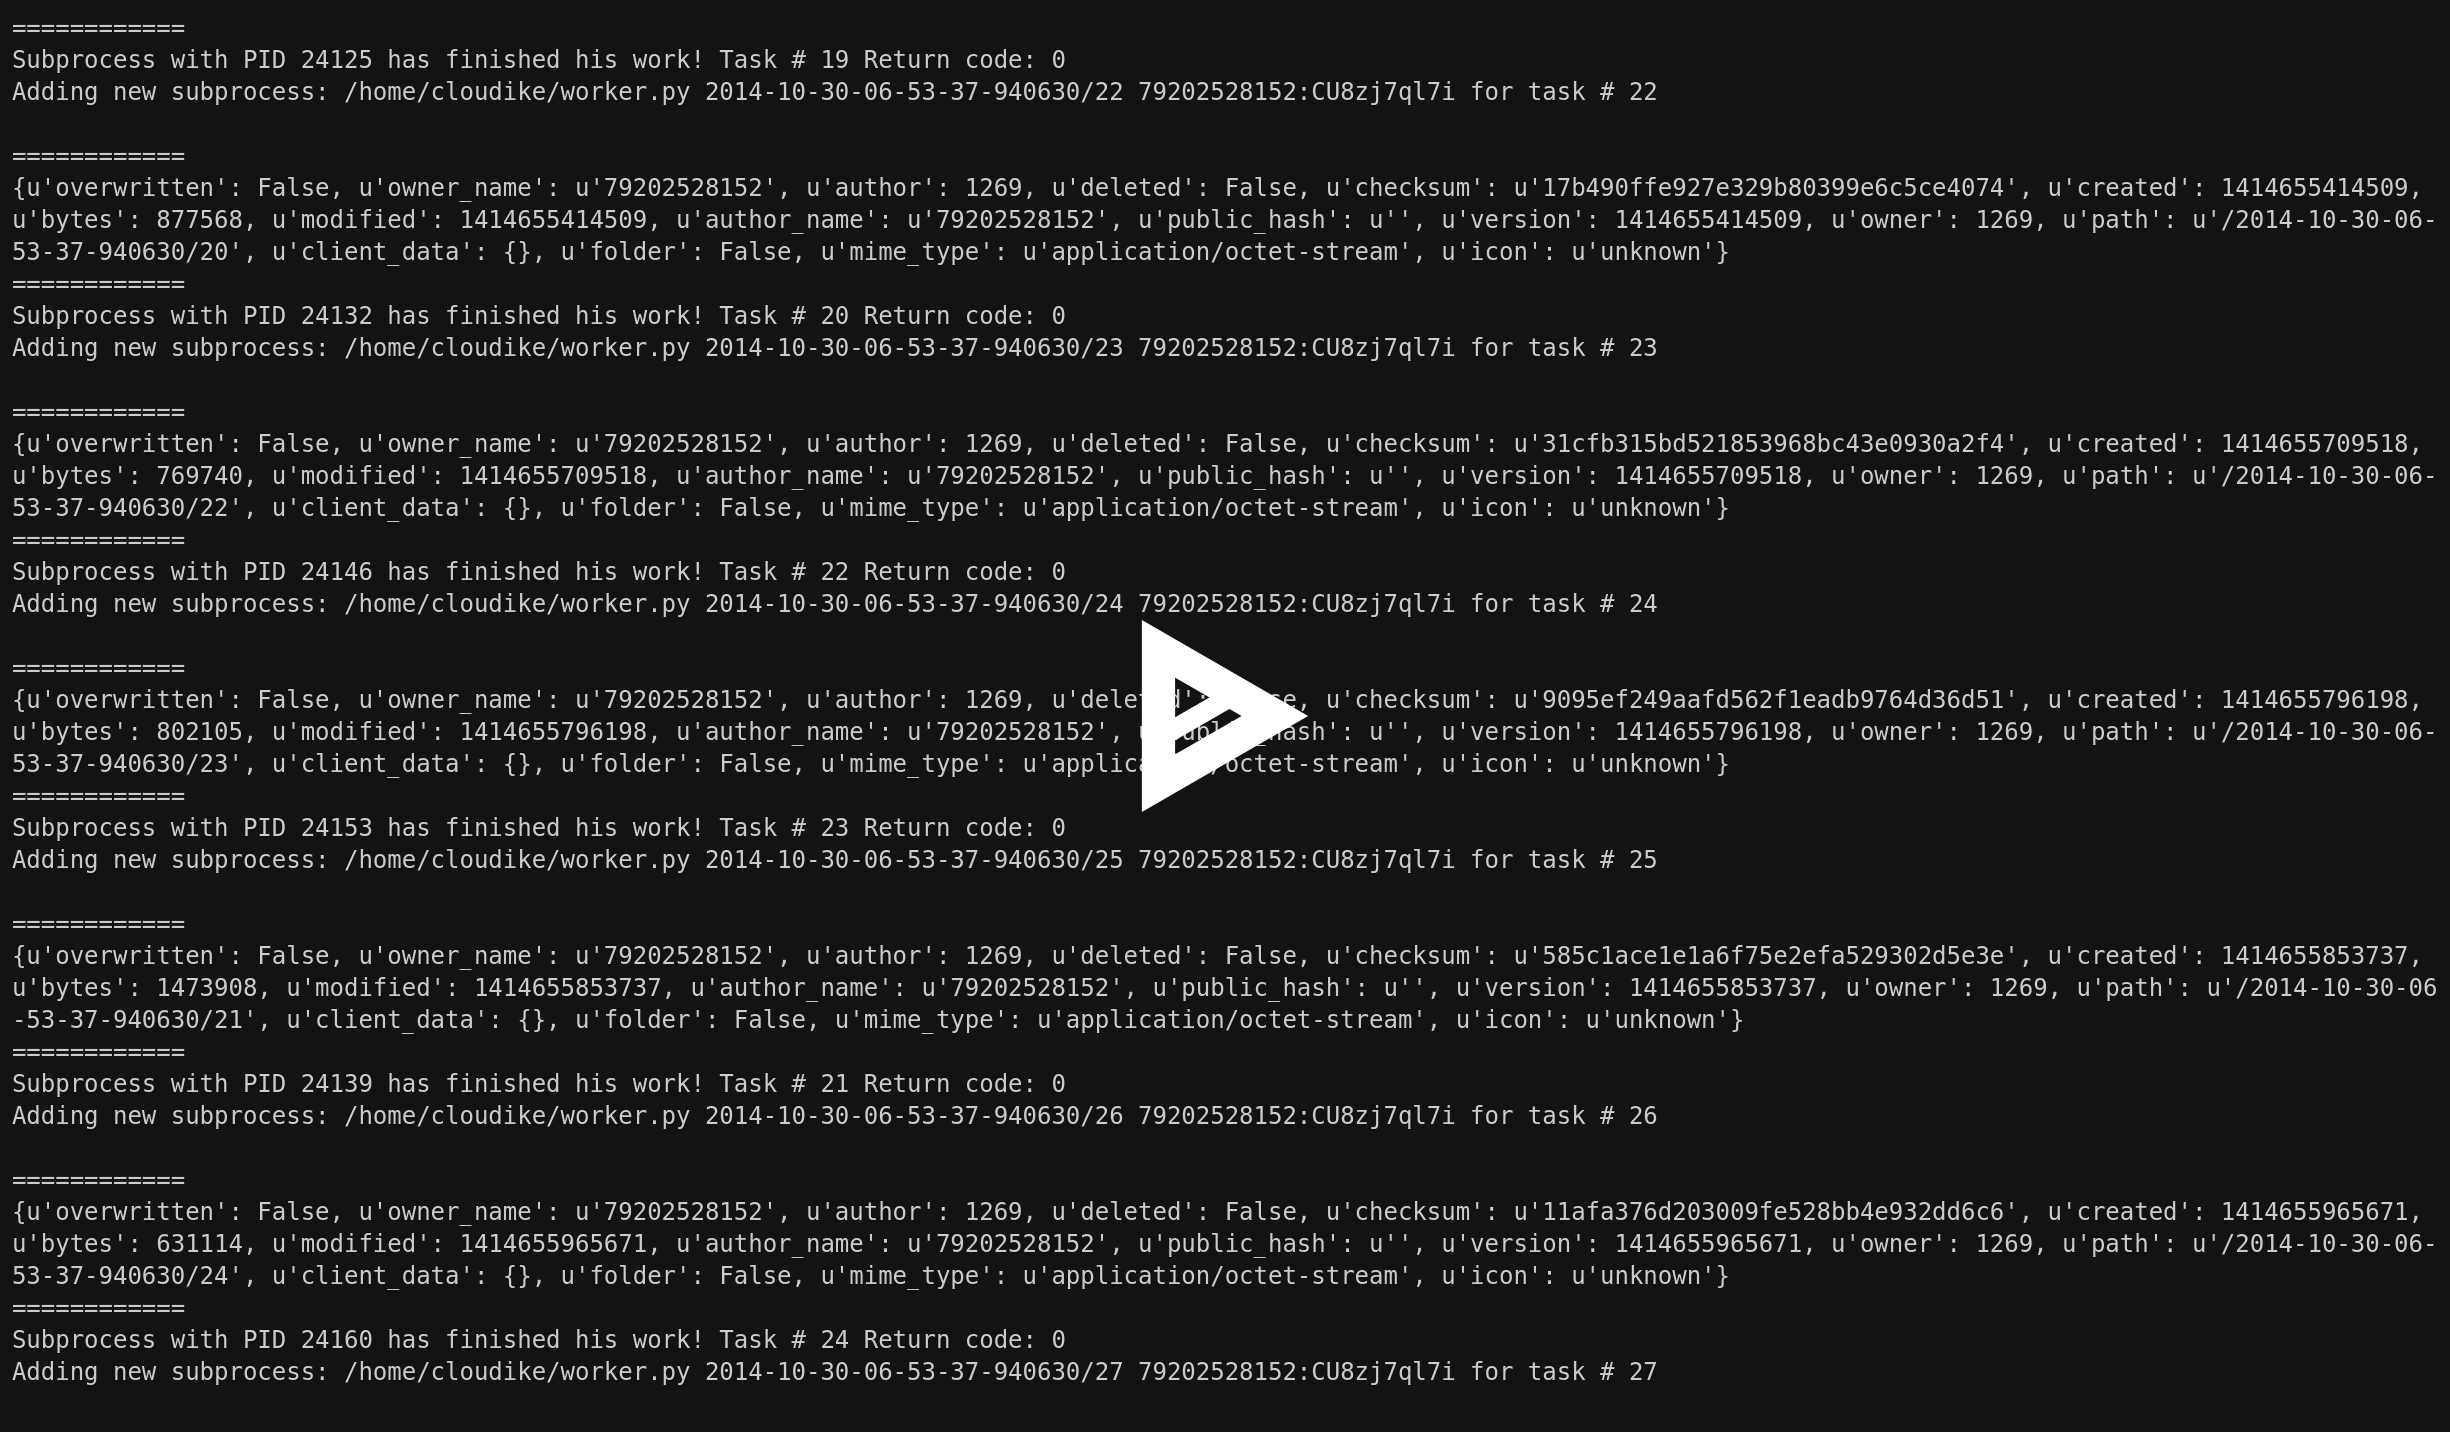 ============
Subprocess with PID 24125 has finished his work! Task # 19 Return code: 0
Adding new subprocess: /home/cloudike/worker.py 2014-10-30-06-53-37-940630/22 79202528152:CU8zj7ql7i for task # 22
============
{u'overwritten': False, u'owner_name': u'79202528152', u'author': 1269, u'deleted': False, u'checksum': u'17b490ffe927e329b80399e6c5ce4074', u'created': 1414655414509,
u'bytes': 877568, u'modified': 1414655414509, u'author_name': u'79202528152', u'public_hash': u'', u'version': 1414655414509, u'owner': 1269, u'path': u'/2014-10-30-06-
53-37-940630/20', u'client_data': {}, u'folder': False, u'mime_type': u'application/octet-stream', u'icon': u'unknown'}
============
Subprocess with PID 24132 has finished his work! Task # 20 Return code: 0
Adding new subprocess: /home/cloudike/worker.py 2014-10-30-06-53-37-940630/23 79202528152:CU8zj7ql7i for task # 23
============
{u'overwritten': False, u'owner_name': u'79202528152', u'author': 1269, u'deleted': False, u'checksum': u'31cfb315bd521853968bc43e0930a2f4', u'created': 1414655709518,
u'bytes': 769740, u'modified': 1414655709518, u'author_name': u'79202528152', u'public_hash': u'', u'version': 1414655709518, u'owner': 1269, u'path': u'/2014-10-30-06-
53-37-940630/22', u'client_data': {}, u'folder': False, u'mime_type': u'application/octet-stream', u'icon': u'unknown'}
============
Subprocess with PID 24146 has finished his work! Task # 22 Return code: 0
Adding new subprocess: /home/cloudike/worker.py 2014-10-30-06-53-37-940630/24 79202528152:CU8zj7ql7i for task # 24
============
{u'overwritten': False, u'owner_name': u'79202528152', u'author': 1269, u'checksum': u'9095ef249aafd562f1eadb9764d36d51', u'created': 1414655796198,
u'bytes': 802105, u'modified': 1414655796198, u'author_name': u'79202528152', u'', u'version': 1414655796198, u'owner': 1269, u'path': u'/2014-10-30-06-
53-37-940630/23', u'client_data': {}, u'folder': False, u'mime_type': u'icon': u'unknown'}
============
Subprocess with PID 24153 has finished his work! Task # 23 Return code: 0
Adding new subprocess: /home/cloudike/worker.py 2014-10-30-06-53-37-940630/25 79202528152:CU8zj7ql7i for task # 25
============
{u'overwritten': False, u'owner_name': u'79202528152', u'author': 1269, u'deleted': False, u'checksum': u'585c1ace1e1a6f75e2efa529302d5e3e', u'created': 1414655853737,
u'bytes': 1473908, u'modified': 1414655853737, u'author_name': u'79202528152', u'public_hash': u'', u'version': 1414655853737, u'owner': 1269, u'path': u'/2014-10-30-06
-53-37-940630/21', u'client_data': {}, u'folder': False, u'mime_type': u'application/octet-stream', u'icon': u'unknown'}
============
Subprocess with PID 24139 has finished his work! Task # 21 Return code: 0
Adding new subprocess: /home/cloudike/worker.py 2014-10-30-06-53-37-940630/26 79202528152:CU8zj7ql7i for task # 26
============
{u'overwritten': False, u'owner_name': u'79202528152', u'author': 1269, u'deleted': False, u'checksum': u'11afa376d203009fe528bb4e932dd6c6', u'created': 1414655965671,
u'bytes': 631114, u'modified': 1414655965671, u'author_name': u'79202528152', u'public_hash': u'', u'version': 1414655965671, u'owner': 1269, u'path': u'/2014-10-30-06-
53-37-940630/24', u'client_data': {}, u'folder': False, u'mime_type': u'application/octet-stream', u'icon': u'unknown'}
============
Subprocess with PID 24160 has finished his work! Task # 24 Return code: 0
Adding new subprocess: /home/cloudike/worker.py 2014-10-30-06-53-37-940630/27 79202528152:CU8zj7ql7i for task # 27